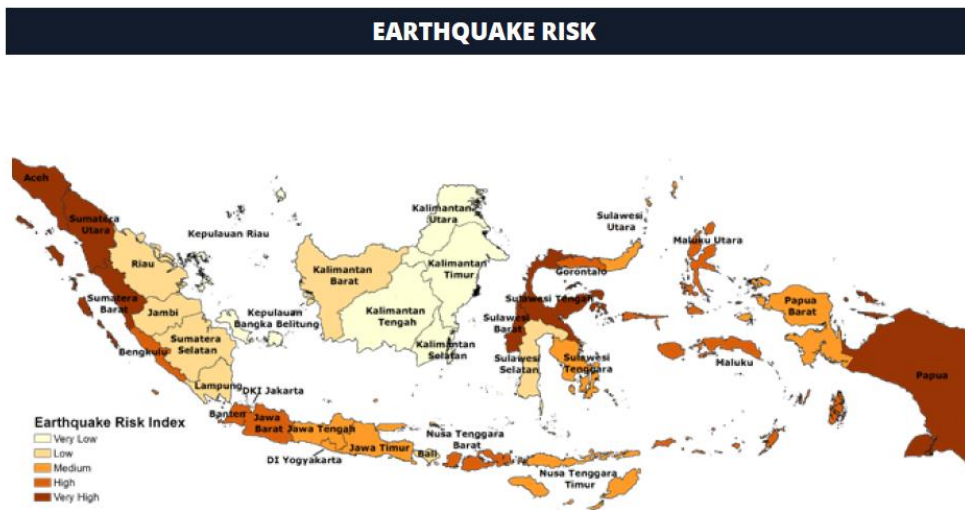 EARTHQUAKE RISK
Aceh
Sumatera
Utara
Kepulauan Riau
Riau
Sumatera
Barat
Jambi
Kepulauan
Bangka Belitung
Sumatera
Selatan
Bengkulu
Lampung
DKI Jakarta
Banten
Jawa
Barat
Jawa Tengah
DI Yogyakarta
Jawa Timur
Bali
Kalimantan
Utara
Kalimantan
Barat
Kalimantan
Timur
Kalimantan
Tengah
Kalimantan
Selatan
Sulawesi
Utara
Gorontalo
Sulawesi Tengah
Sulawesi
Barat
Sulawesi
Selatan
Sulawesi
Tenggara
Maluku Utara
Maluku
Papua
Barat
Papua
Nusa Tenggara
Barat
Nusa Tenggara
Timur
Earthquake Risk Index
Very Low
Low
Medium
High
Very High